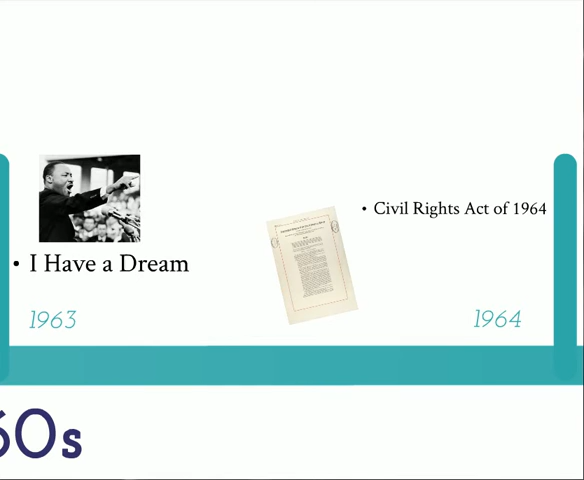 • Civil Rights Act of 1964
• I Have a Dream
1963
1964
60s